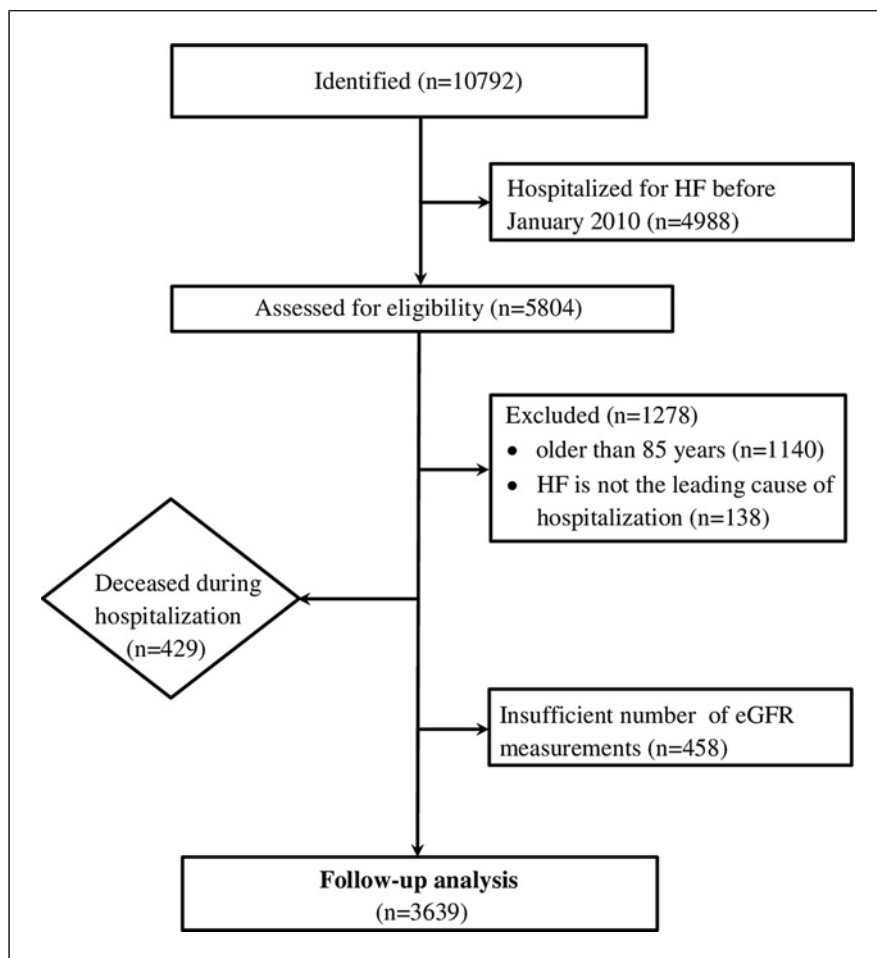 Identified (n=10792)
Hospitalized for HF before
January 2010 (n=4988)
Assessed for eligibility (n=5804)
Excluded (n=1278)
• older than 85 years (n=1140)
• HF is not the leading cause of
hospitalization (n=138)
Deceased during
hospitalization
(n=429)
Insufficient number of eGFR
measurements (n=458)
Follow-up analysis
(n=3639)